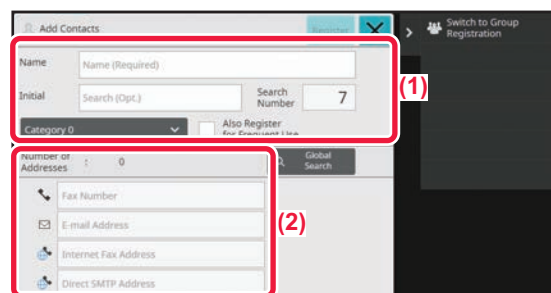 Add Contacts
Register
Switch to Group
Registration
Name
Name (Required)
(1)
Initial
Search (Opt.)
Search
Number
7
Category 0
Also Register
for Frequent Use
Number of
Addresses
:
0
Global
Search
Fax Number
(2)
E-mail Address
Internet Fax Address
Direct SMTP Address